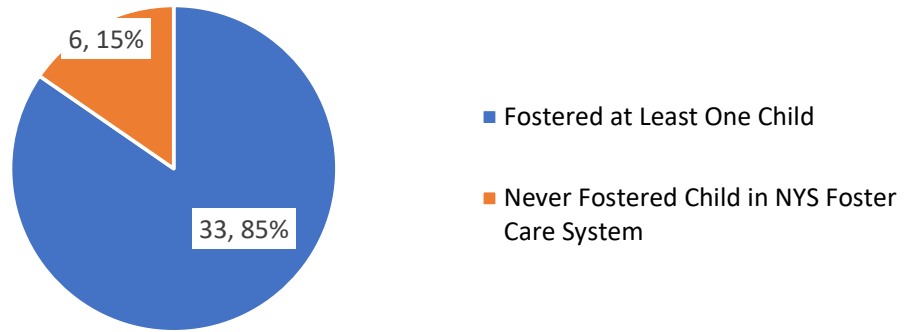 6, 15%
33, 85%
Fostered at Least One Child
Never Fostered Child in NYS Foster
Care System